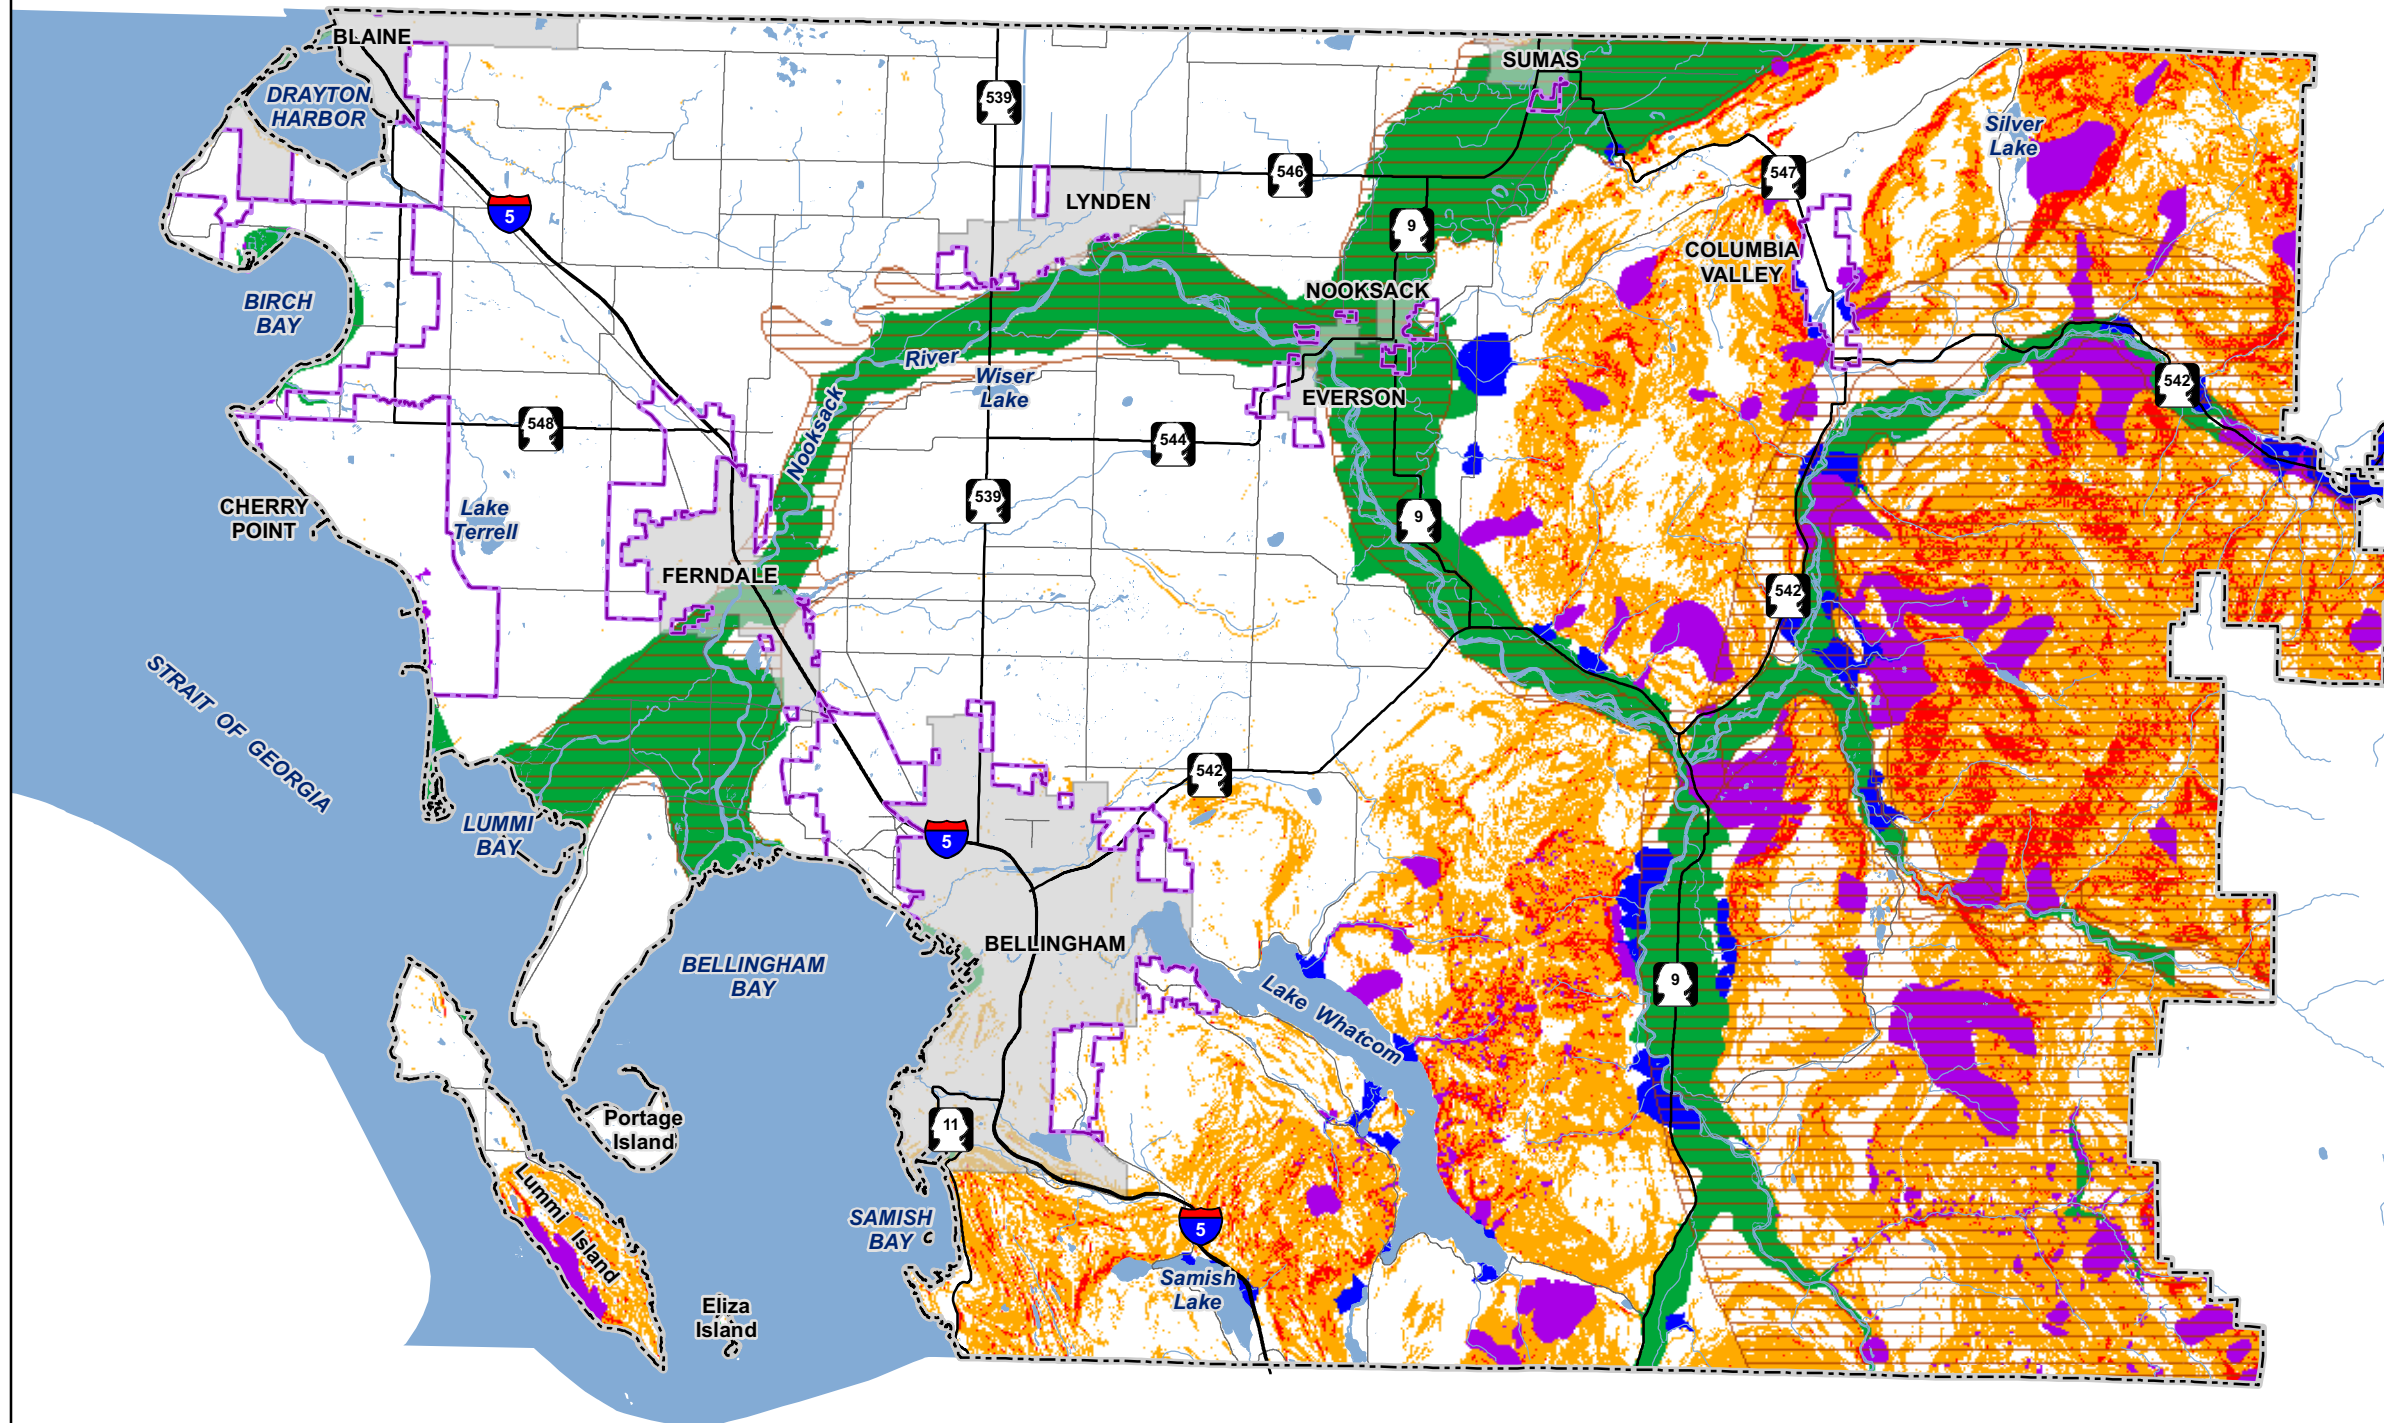 BLAINE
SUMAS
DRAYTON
HARBOR
539
Silver
Lake
546
547
LYNDEN
5
9
COLUMBIA
VALLEY
NOOKSACK
BIRCH
BAY
River
Wiser
Lake
542
EVERSON
548
Nooksack
544
CHERRY
POINT
Lake
Terrell
539
9
FERNDALE
542
STRAIT OF GEORGIA
542
LUMMI
BAY
5
BELLINGHAM
BELLINGHAM
BAY
Lake Whatcom
9
Portage
Island
11
Lummi Island
SAMISH
BAY
5
Samish
Lake
Eliza
Island